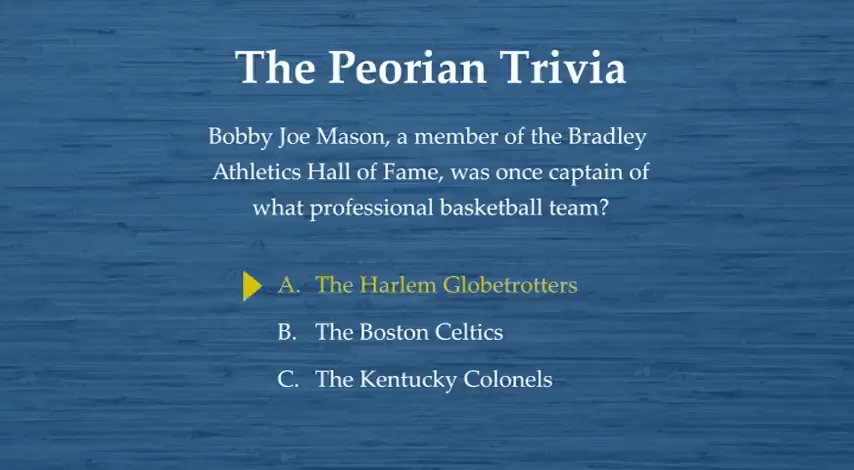 The Peorian Trivia
Bobby Joe Mason, a member of the Bradley
Athletics Hall of Fame, was once captain of
what professional basketball team?
A. The Harlem Globetrotters
B. The Boston Celtics
C. The Kentucky Colonels